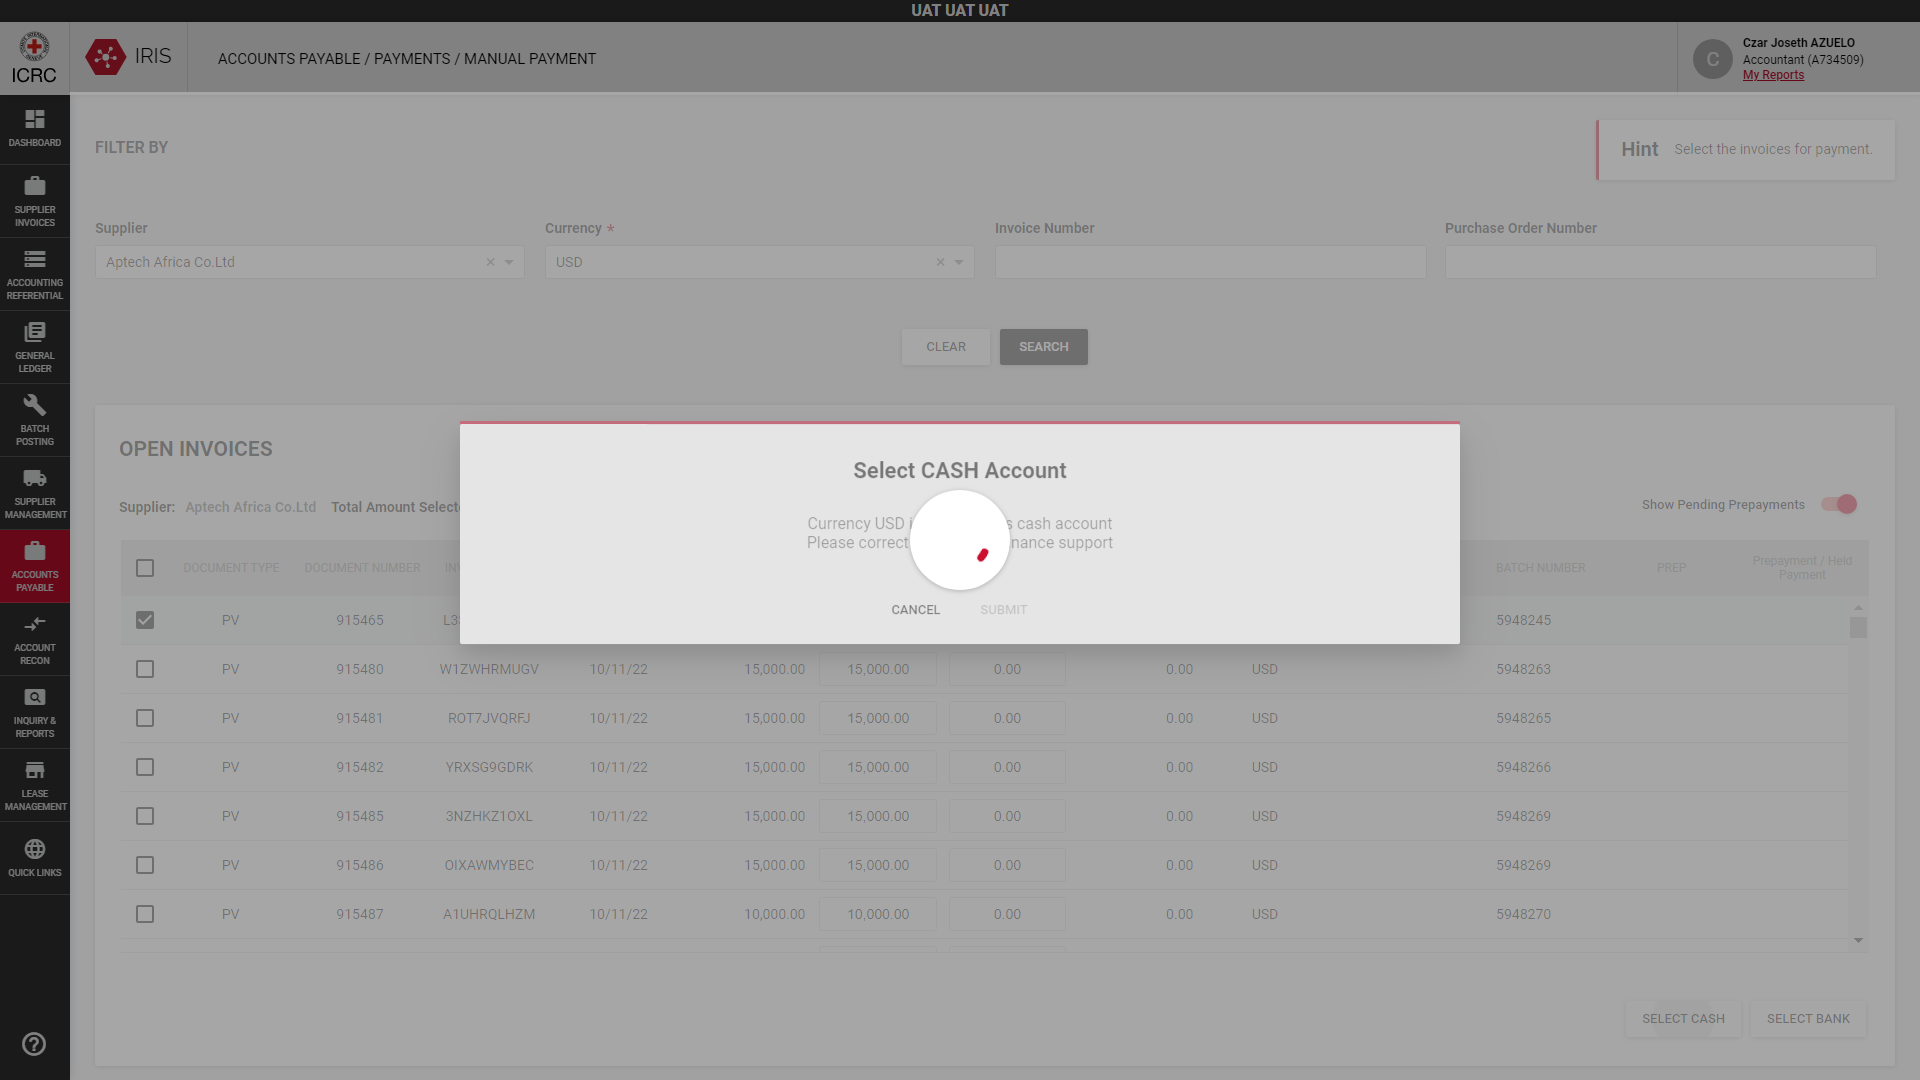 UAT UAT UAT
ICRC
IRIS
ACCOUNTS PAYABLE / PAYMENTS / MANUAL PAYMENT
C
Czar Joseth AZUELO
Accountant (A734509)
My Reports
DASHBOARD
SUPPLIER
INVOICES
ACCOUNTING
REFERENTIAL
GENERAL
LEDGER
BATCH
POSTING
SUPPLIER
MANAGEMENT
ACCOUNTS
PAYABLE
ACCOUNT
RECON
INQUIRY &
REPORTS
LEASE
MANAGEMENT
QUICK LINKS
FILTER BY
Hint Select the invoices for payment.
Supplier Currency * Invoice Number Purchase Order Number
Aptech Africa Co.Ltd × USD ×
CLEAR SEARCH
OPEN INVOICES
Supplier: Aptech Africa Co.Ltd Total Amount
Show Pending Prepayments
Select CASH Account
Currency USD cash account
Please correct support
CANCEL SUBMIT
DOCUMENT TYPE DOCUMENT NUMBER BATCH NUMBER PREP Prepayment / Held
Payment
PV 915465 5948245
PV 915480 W1ZWHRMUGV 10/11/22 15,000.00 15,000.00 0.00 0.00 USD 5948263
PV 915481 ROT7JVQRFJ 10/11/22 15,000.00 15,000.00 0.00 0.00 USD 5948265
PV 915482 YRXSG9GDRK 10/11/22 15,000.00 15,000.00 0.00 0.00 USD 5948266
PV 915485 3NZHKZ1OXL 10/11/22 15,000.00 15,000.00 0.00 0.00 USD 5948269
PV 915486 OIXAWMYBEC 10/11/22 15,000.00 15,000.00 0.00 0.00 USD 5948269
PV 915487 A1UHRQLHZM 10/11/22 10,000.00 10,000.00 0.00 0.00 USD 5948270
SELECT CASH SELECT BANK